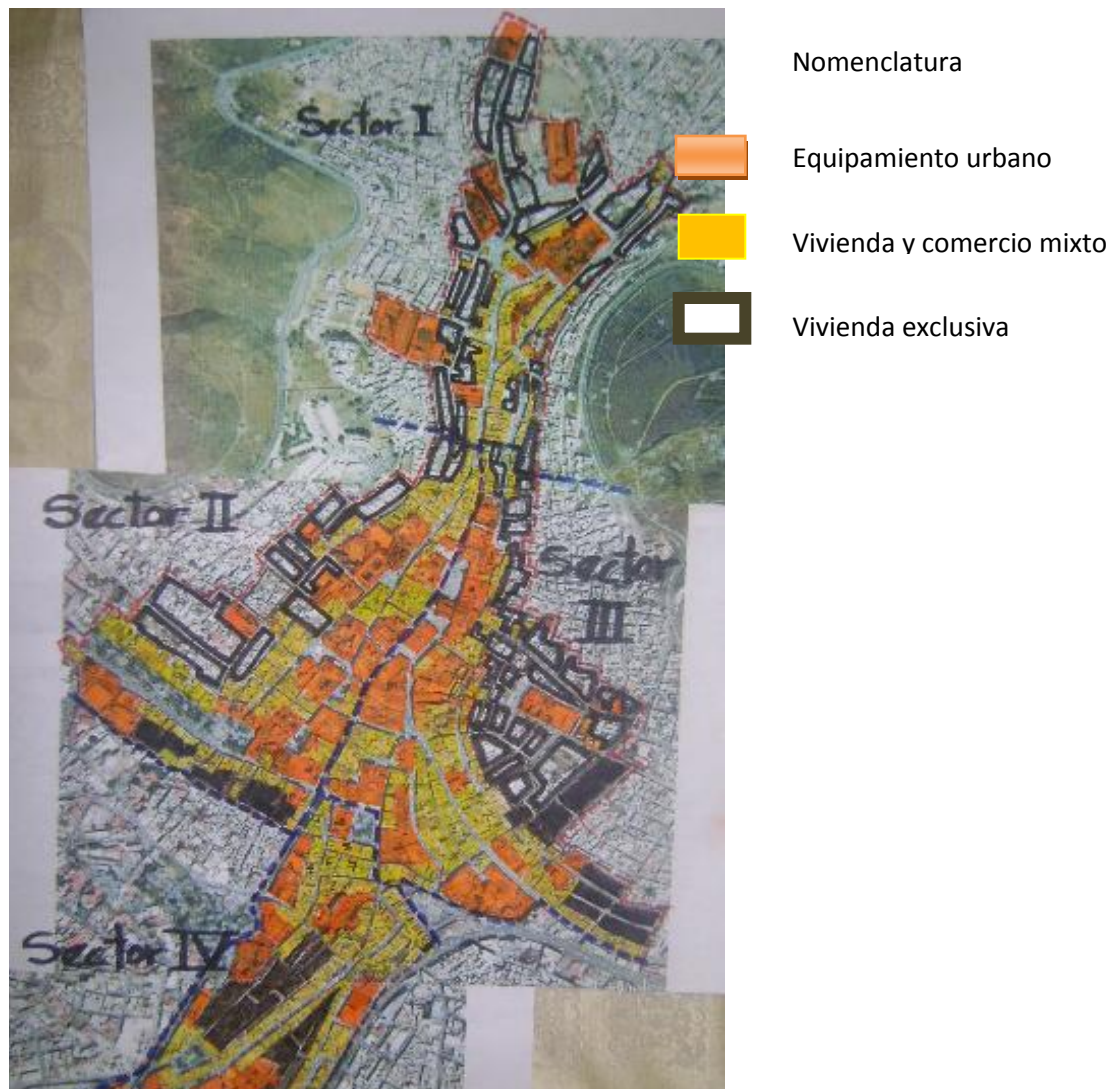 Nomenclatura
Sector I
Equipamiento urbano
Vivienda y comercio mixto
Vivienda exclusiva
Sector II
Sector
III
Sector IV